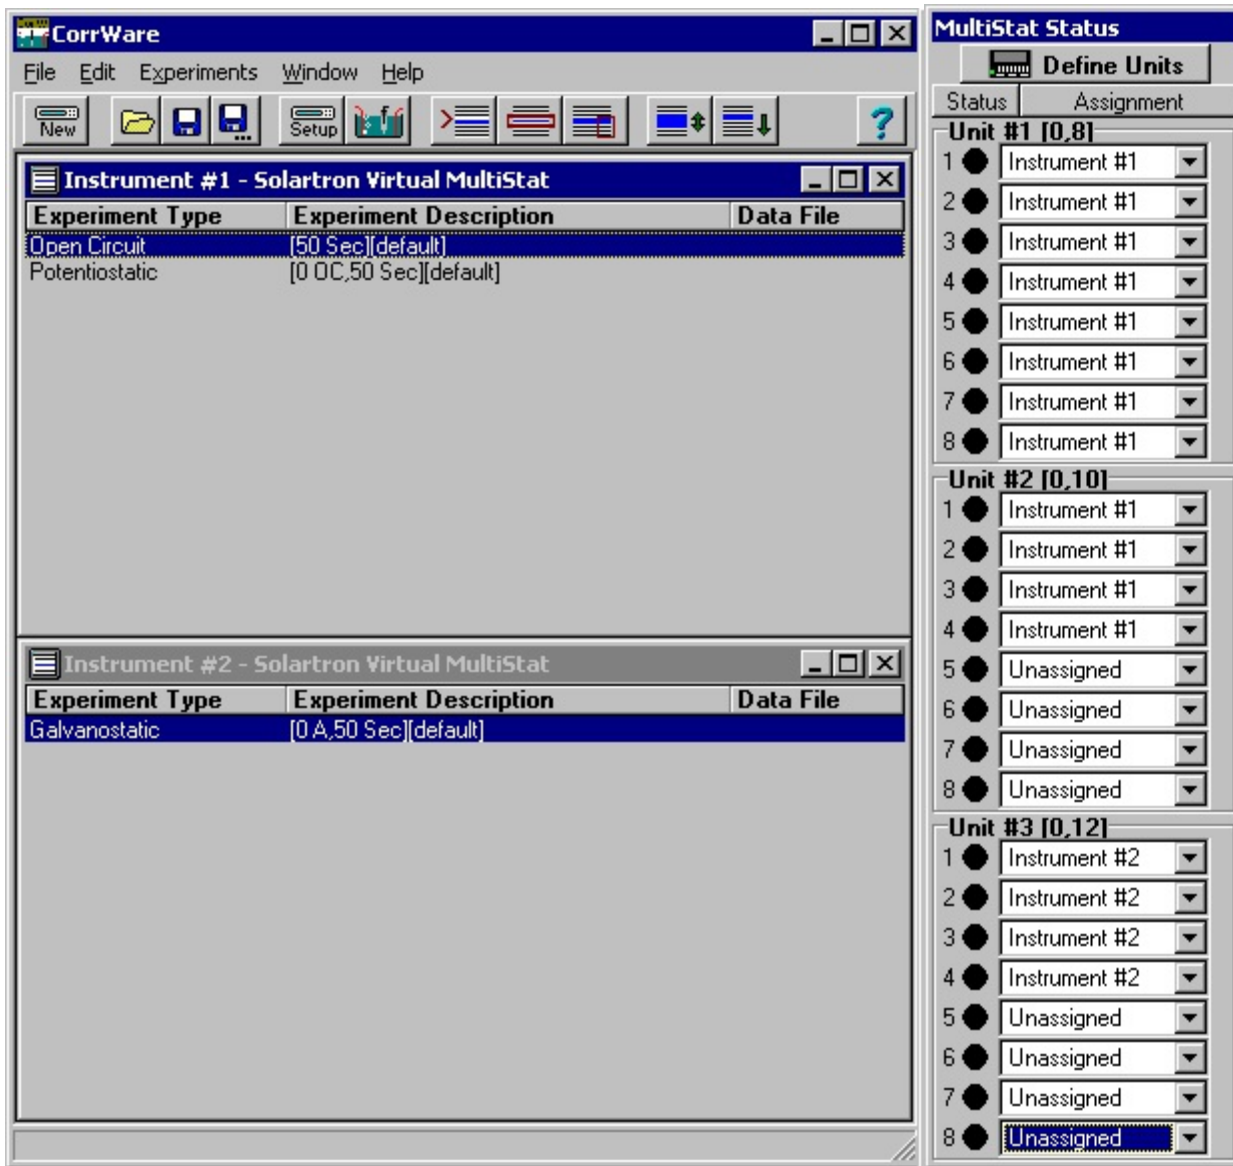 CorrWare
File Edit Experiments Window Help
New Setup ?
Instrument #1 - Solartron Virtual MultiStat
Experiment Type Experiment Description Data File
Open Circuit [50 Sec][default]
Potentiostatic [0 OC,50 Sec][default]
Instrument #2 - Solartron Virtual MultiStat
Experiment Type Experiment Description Data File
Galvanostatic [0 A,50 Sec][default]
MultiStat Status
Define Units
Status Assignment
Unit #1 [0,8]
1 Instrument #1
2 Instrument #1
3 Instrument #1
4 Instrument #1
5 Instrument #1
6 Instrument #1
7 Instrument #1
8 Instrument #1
Unit #2 [0,10]
1 Instrument #1
2 Instrument #1
3 Instrument #1
4 Instrument #1
5 Unassigned
6 Unassigned
7 Unassigned
8 Unassigned
Unit #3 [0,12]
1 Instrument #2
2 Instrument #2
3 Instrument #2
4 Instrument #2
5 Unassigned
6 Unassigned
7 Unassigned
8 Unassigned